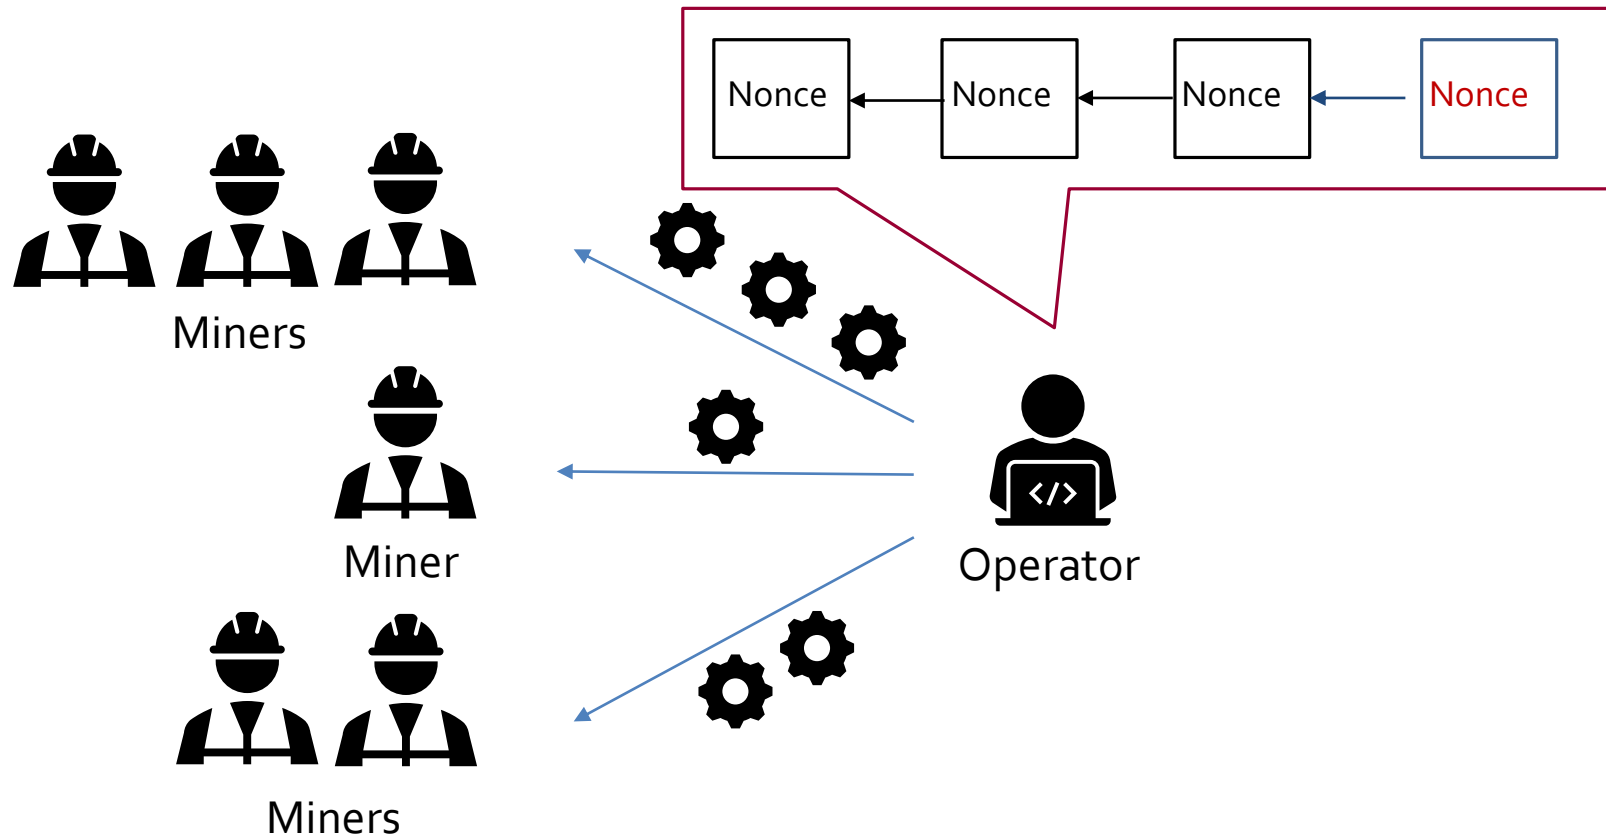 Nonce Nonce Nonce Nonce
Miners
Miner
</>
Operator
Miners